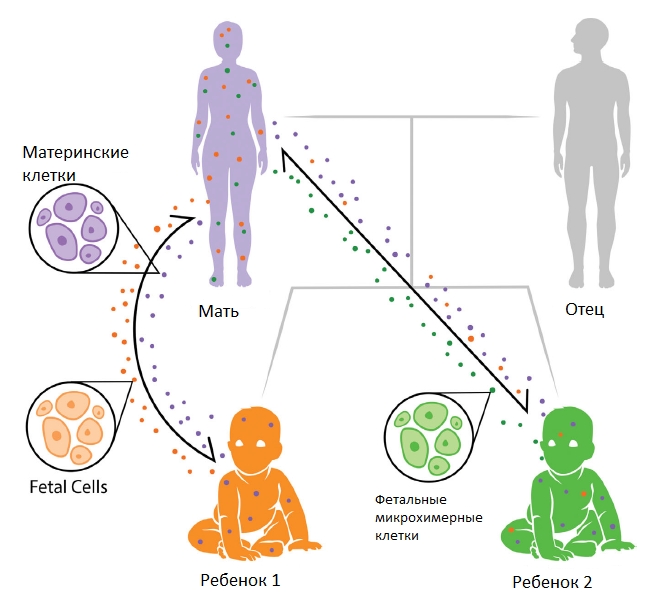 Материнские
клетки
Мать
Отец
Fetal Cells
Фетальные
микрохимерные
клетки
Ребенок 1
Ребенок 2